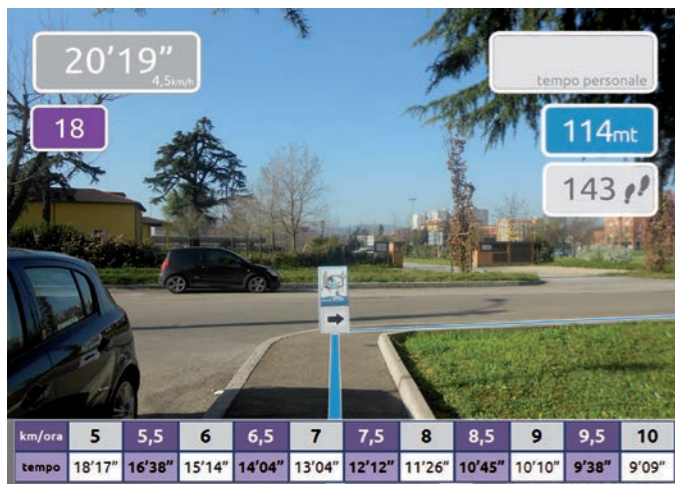 20’19”
4,5km/h
tempo personale
18
114mt
143
km/ora 5 5,5 6 6,5 7 7,5 8 8,5 9 9,5 10
tempo 18’17” 16’38” 15’14” 14’04” 13’04” 12’12” 11’26” 10’45” 10’10” 9’38” 9’09”